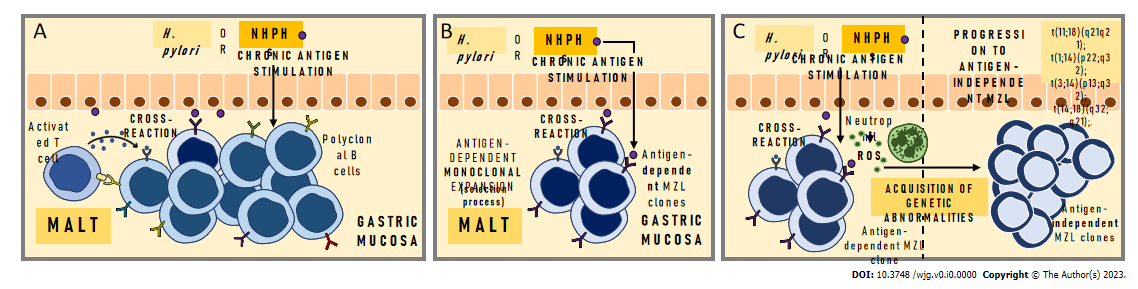 A
H.
pylori
O
R
NHPH
CHRONIC ANTIGEN
STIMULATION
Activat
ed T
cell
CROSS-
REACTION
Polyclon
al B
cells
MALT
GASTRIC
MUCOSA
B
H.
pylori
O
R
NHPH
CHRONIC ANTIGEN
STIMULATION
CROSS-
REACTION
ANTIGEN-
DEPENDENT
MONOCLONAL
EXPANSION
(selection
process)
Antigen-
depende
nt MZL
clones
MALT
GASTRIC
MUCOSA
C
H.
pylori
O
R
NHPH
CHRONIC ANTIGEN
STIMULATION
CROSS-
REACTION
Neutrop
ROS
ACQUISITION OF
GENETIC
ABNORMALITIES
Antigen-
dependent MZL
clone
PROGRESSI
ON TO
ANTIGEN-
INDEPENDE
NT MZL
t(11;18)(q21q2
1);
t(1;14)(p22;q3
2);
t(3;14)(p13;q3
2);
t(14;18)(q32;
q21);
Antigen-
independent
MZL clones
DOI: 10.3748 /wjg.v0.i0.0000 Copyright © The Author(s) 2023.